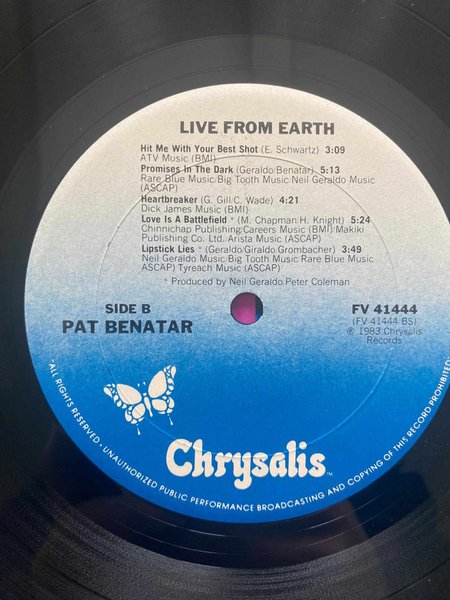 LIVE FROM EARTH
Hit Me With Your Best Shot (E. Schwartz) 3:09
ATV Music (BMI)
Promises In The Dark (Geraldo Benatar) 5:13
Rare Blue Music/Big Tooth Music/Neil Geraldo Music
(ASCAP)
Heartbreaker (G. Gill/C. Wade) 4:21
Dick James Music (BMI)
Love Is A Battlefield * (M. Chapman/H. Knight) 5:24
Chinnichap Publishing/Careers Music (BMI)/Makiki
Publishing Co. Ltd./Arista Music (ASCAP)
Lipstick Lies * (Geraldo/Giraldo/Grombacher) 3:49
Neil Geraldo Music/Big Tooth Music/Rare Blue Music
(ASCAP)/Tyreach Music (ASCAP)
* Produced by Neil Geraldo/Peter Coleman
SIDE B
PAT BENATAR
FV 41444
(FV 41444 BS)
℗ 1983 Chrysalis
Records
Chrysalis™
ALL RIGHTS RESERVED · UNAUTHORIZED PUBLIC PERFORMANCE BROADCASTING AND COPYING OF THIS RECORD PROHIBITED